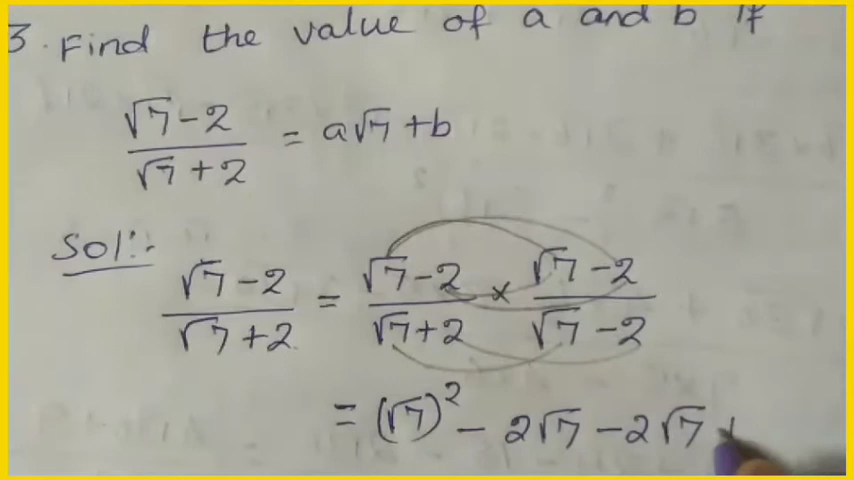 3. Find the value of a and b if
√7-2 / √7+2 = a√7+b
Sol:-
√7-2 / √7+2 = √7-2 / √7+2 × √7-2 / √7-2
= (√7)² - 2√7 - 2√7 +